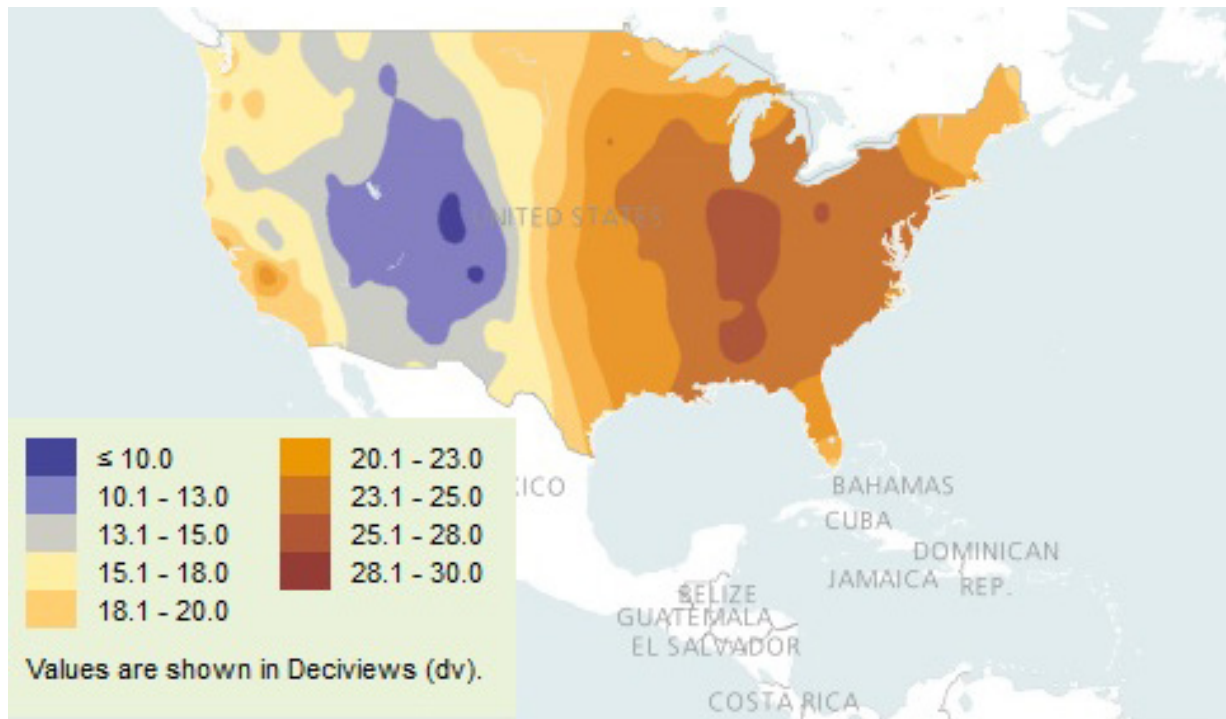 UNITED STATES
≤ 10.0
10.1 - 13.0
13.1 - 15.0
15.1 - 18.0
18.1 - 20.0
20.1 - 23.0
23.1 - 25.0
25.1 - 28.0
28.1 - 30.0
Values are shown in Deciviews (dv).
ICO
BAHAMAS
CUBA
DOMINICAN
REP.
JAMAICA
BELIZE
GUATEMALA
EL SALVADOR
COSTA RICA